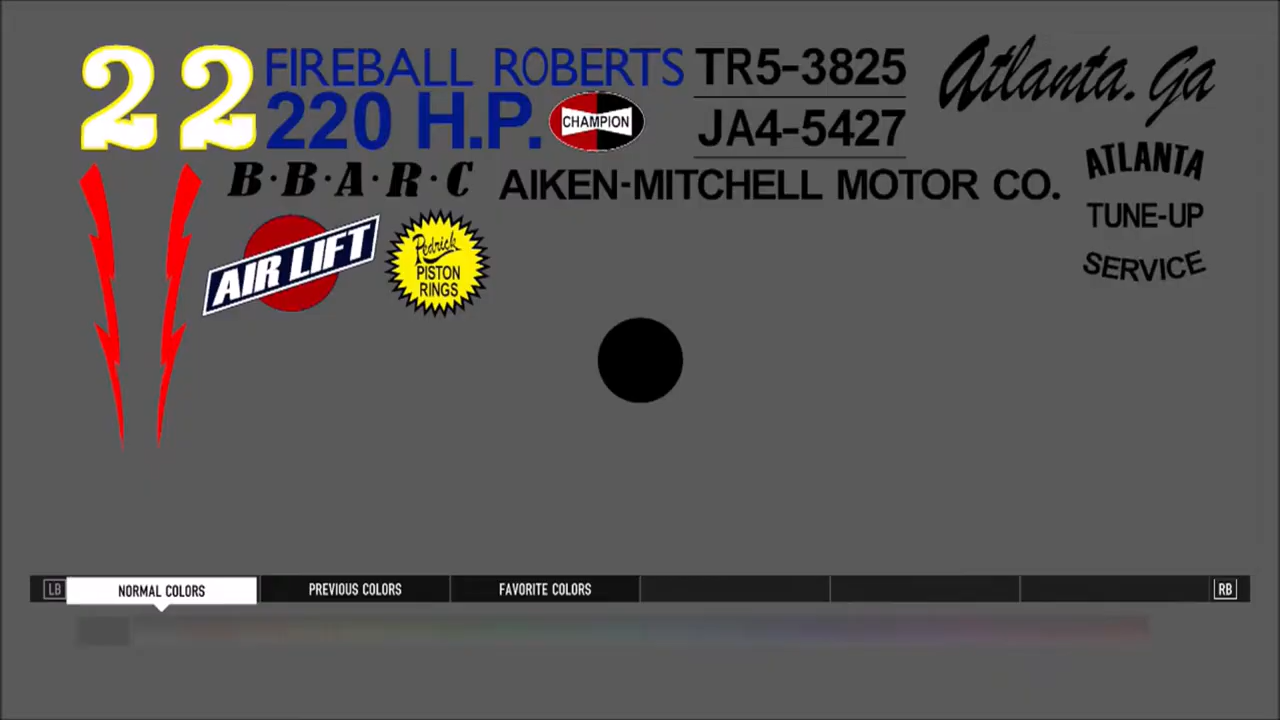 22 FIREBALL ROBERTS
220 H.P.
CHAMPION
TR5-3825
JA4-5427
Atlanta. Ga
B·B·A·R·C
AIKEN-MITCHELL MOTOR CO.
ATLANTA
TUNE-UP
SERVICE
AIR LIFT
Pedrick
PISTON
RINGS
LB NORMAL COLORS PREVIOUS COLORS FAVORITE COLORS RB